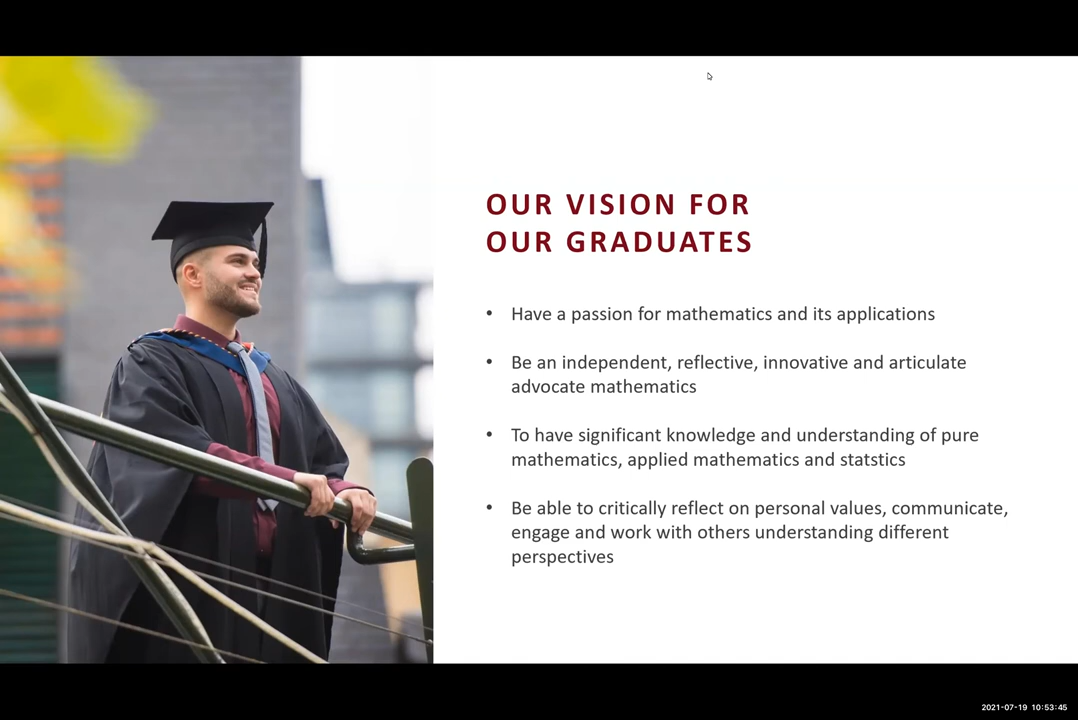 OUR VISION FOR
OUR GRADUATES
• Have a passion for mathematics and its applications
• Be an independent, reflective, innovative and articulate
advocate mathematics
• To have significant knowledge and understanding of pure
mathematics, applied mathematics and statstics
• Be able to critically reflect on personal values, communicate,
engage and work with others understanding different
perspectives
2021-07-19 10:53:45